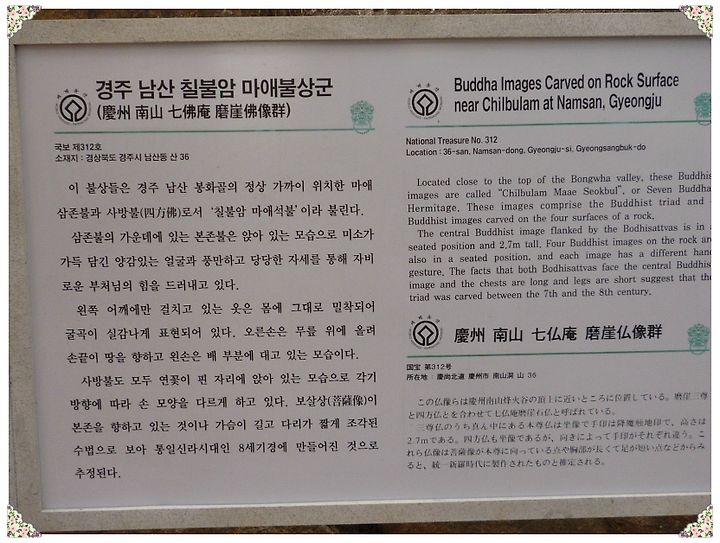 경주 남산 칠불암 마애불상군
(慶州 南山 七佛庵 磨崖佛像群)
국보 제312호
소재지 : 경상북도 경주시 남산동 산 36
이 불상들은 경주 남산 봉화골의 정상 가까이 위치한 마애
삼존불과 사방불(四方佛)로서 '칠불암 마애석불'이라 불린다.
삼존불의 가운데에 있는 본존불은 앉아 있는 모습으로 미소가
가득 담긴 양감있는 얼굴과 풍만하고 당당한 자세를 통해 자비
로운 부처님의 힘을 드러내고 있다.
왼쪽 어깨에만 걸치고 있는 옷은 몸에 그대로 밀착되어
굴곡이 실감나게 표현되어 있다. 오른손은 무릎 위에 올려
손끝이 땅을 향하고 왼손은 배 부분에 대고 있는 모습이다.
사방불도 모두 연꽃이 핀 자리에 앉아 있는 모습으로 각기
방향에 따라 손 모양을 다르게 하고 있다. 보살상(菩薩像)이
본존을 향하고 있는 것이나 가슴이 길고 다리가 짧게 조각된
수법으로 보아 통일신라시대인 8세기경에 만들어진 것으로
추정된다.
Buddha Images Carved on Rock Surface
near Chilbulam at Namsan, Gyeongju
National Treasure No. 312
Location : 36-san, Namsan-dong, Gyeongju-si, Gyeongsangbuk-do
Located close to the top of the Bongwha valley, these Buddhis
images are called "Chilbulam Maae Seokbul", or Seven Buddha
Hermitage. These images comprise the Buddhist triad and
Buddhist images carved on the four surfaces of a rock.
The central Buddhist image flanked by the Bodhisattvas is in
seated position and 2.7m tall. Four Buddhist images on the rock are
also in a seated position, and each image has a different hand
gesture. The facts that both Bodhisattvas face the central Buddhis
image and the chests are long and legs are short suggest that the
triad was carved between the 7th and the 8th century.
慶州 南山 七仏庵 磨崖仏像群
国宝 第312号
所在地 : 慶尚北道 慶州市 南山洞 山 36
この仏像らは慶州南山烽火谷の頂上に近いところに位置している。磨崖三尊
と四方仏とを合わせて七仏庵磨崖石仏と呼ばれている。
三尊仏のうち真ん中にある本尊仏は坐像で手印は降魔触地印で、高さは
2.7mである。四方仏も坐像であるが、向きによって手印がそれぞれ違う。こ
れら仏像は菩薩像が本尊に向っている点や胸部が長くて足が短い点などからみ
ると、統一新羅時代に製作されたものと推定される。